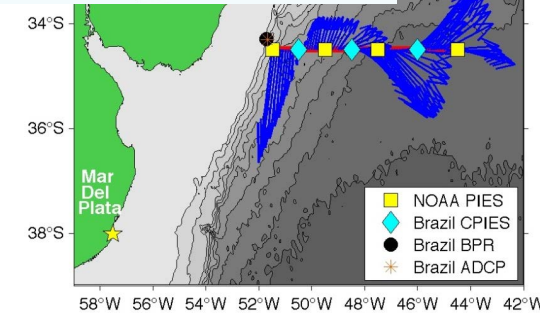 34°S
36°S
38°S
Mar
Del
Plata
NOAA PIES
Brazil CPIES
Brazil BPR
Brazil ADCP
58°W 56°W 54°W 52°W 50°W 48°W 46°W 44°W 42°W